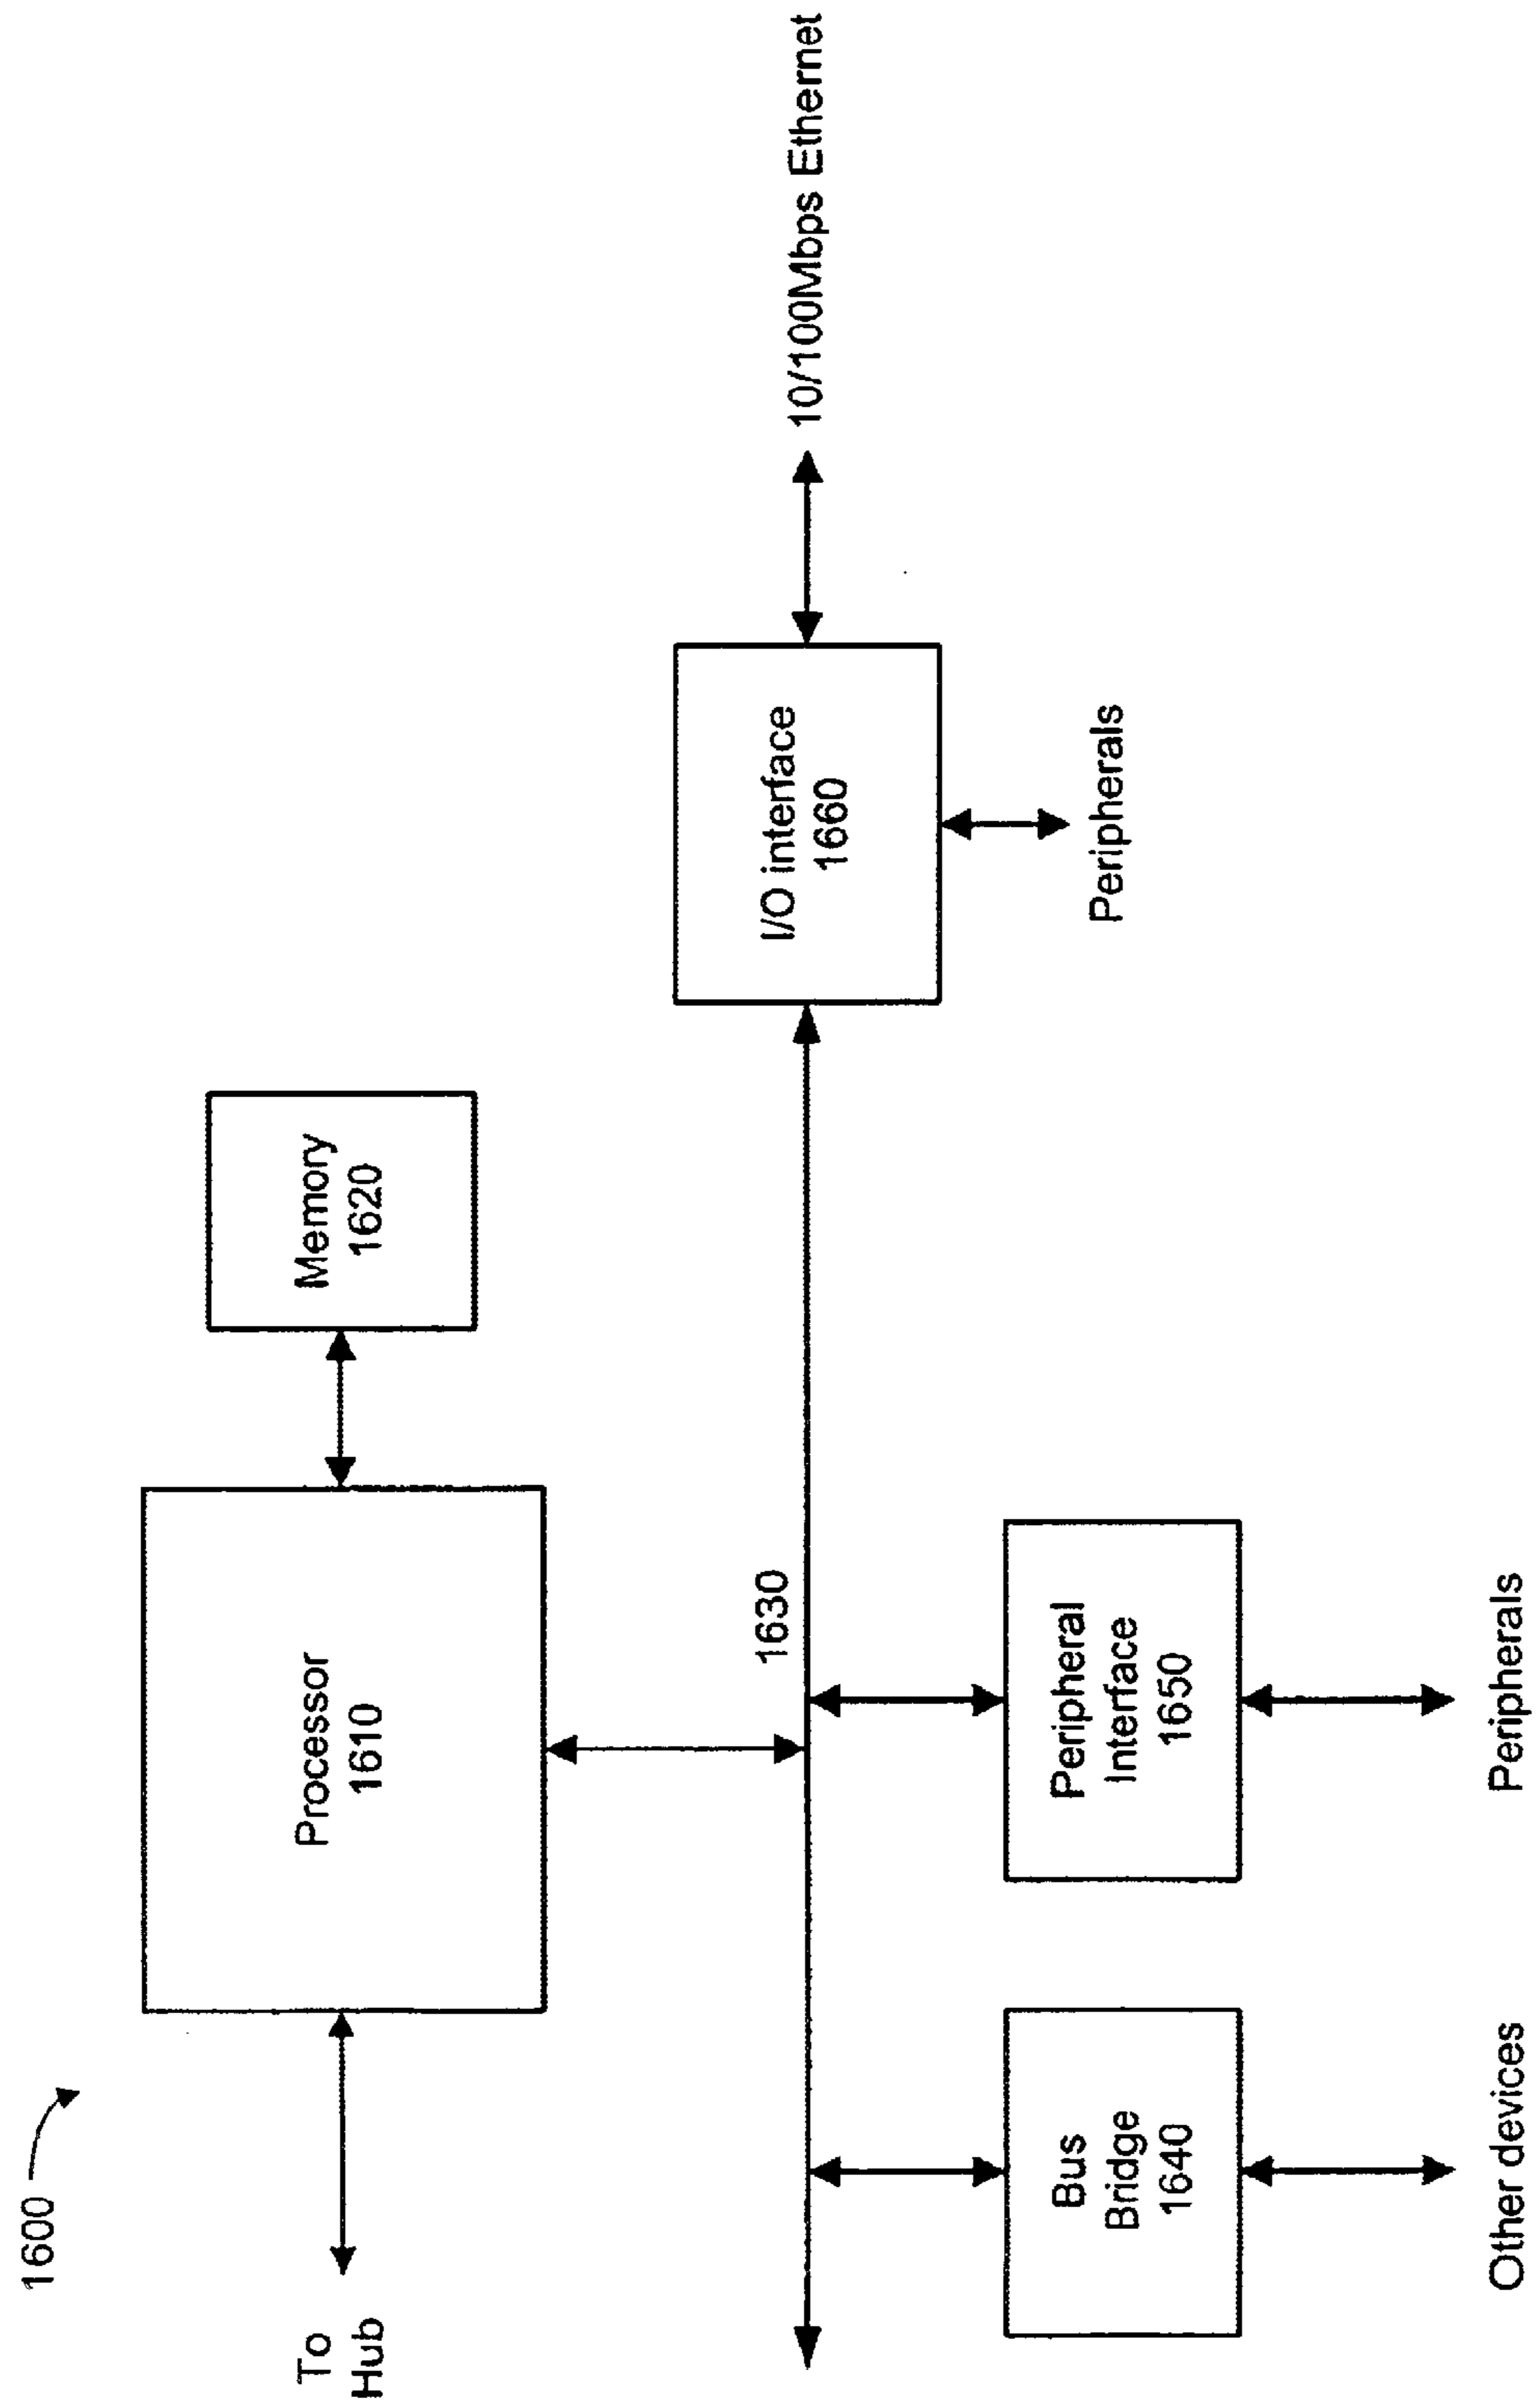 1600
To
Hub
Processor
1610
Memory
1620
1630
I/O interface
1660
10/100Mbps Ethernet
Peripherals
Bus
Bridge
1640
Peripheral
Interface
1650
Other devices
Peripherals